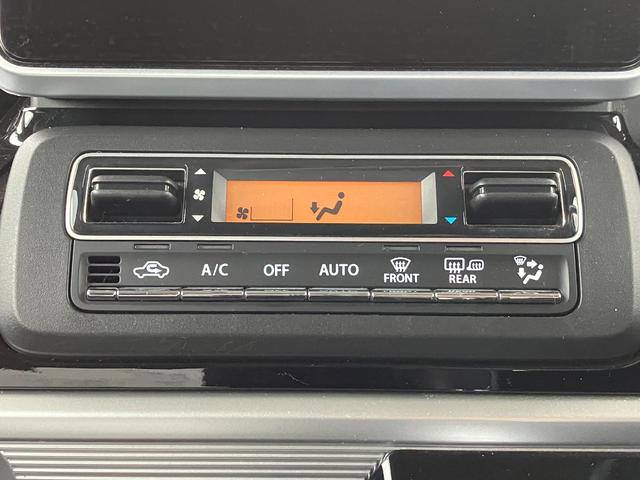 A/C OFF AUTO FRONT REAR